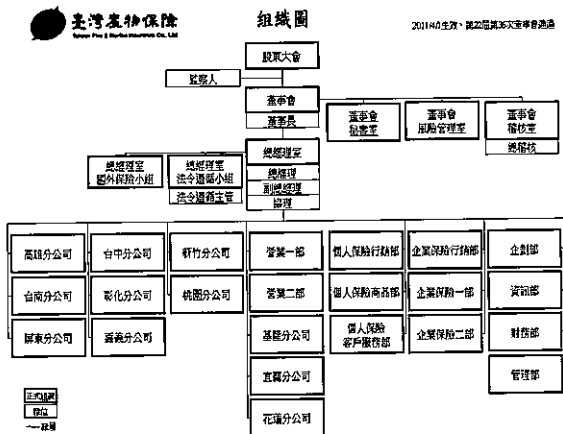 臺灣產物保險
Taiwan Fire & Marine Insurance Co., Ltd
組織圖
股東大會
監察人
董事會
董事長
董事會
秘書室
董事會
風險管理室
董事會
稽核室
總稽核
總經理室
總經理
副總經理
協理
總經理室
國外保險小組
總經理室
法令遵循小組
法令遵循主管
高雄分公司
台中分公司
新竹分公司
營業一部
個人保險行銷部
企業保險行銷部
企劃部
台南分公司
彰化分公司
桃園分公司
營業二部
個人保險商品部
企業保險一部
資訊部
屏東分公司
嘉義分公司
基隆分公司
個人保險
客戶服務部
企業保險二部
財務部
宜蘭分公司
管理部
花蓮分公司
正式組織
職位